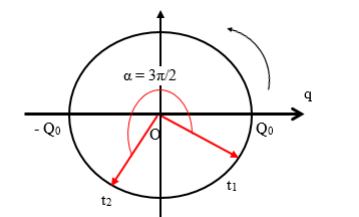 α = 3π/2
q
- Q₀
O
Q₀
t₁
t₂